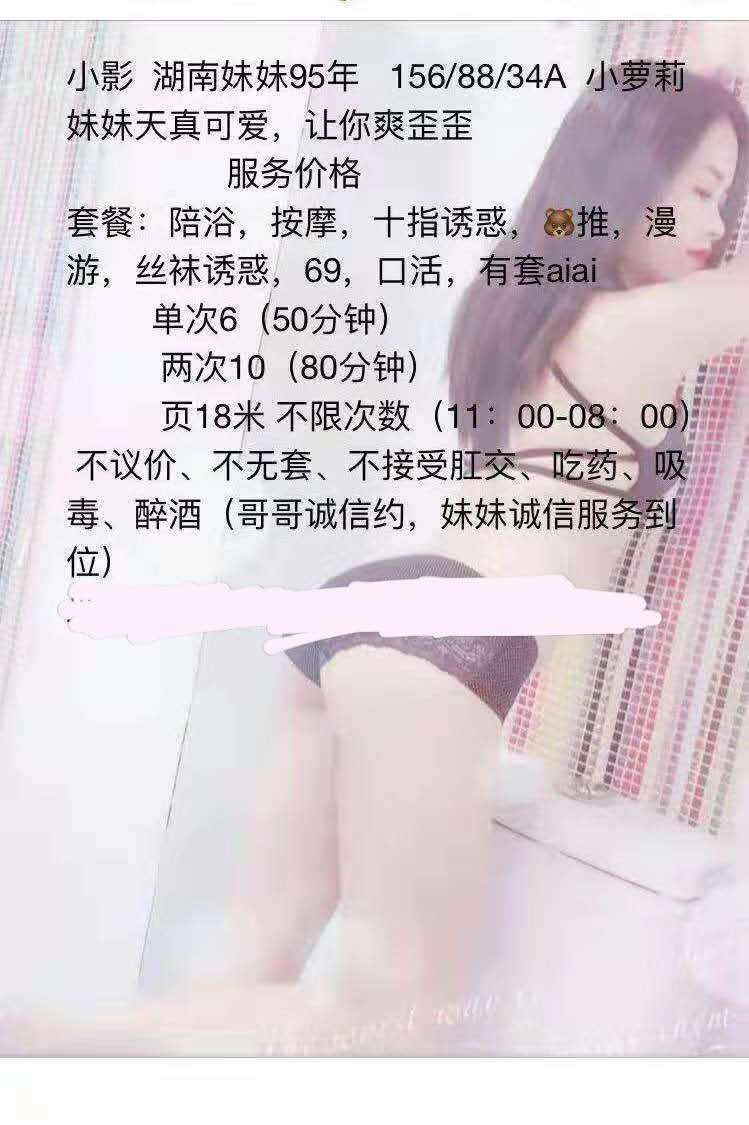 小影 湖南妹妹95年 156/88/34A 小萝莉
妹妹天真可爱，让你爽歪歪
服务价格
套餐：陪浴，按摩，十指诱惑，🐻推，漫
游，丝袜诱惑，69，口活，有套aiai
单次6（50分钟）
两次10（80分钟）
页18米 不限次数（11：00-08：00）
不议价、不无套、不接受肛交、吃药、吸
毒、醉酒（哥哥诚信约，妹妹诚信服务到
位）
worst way